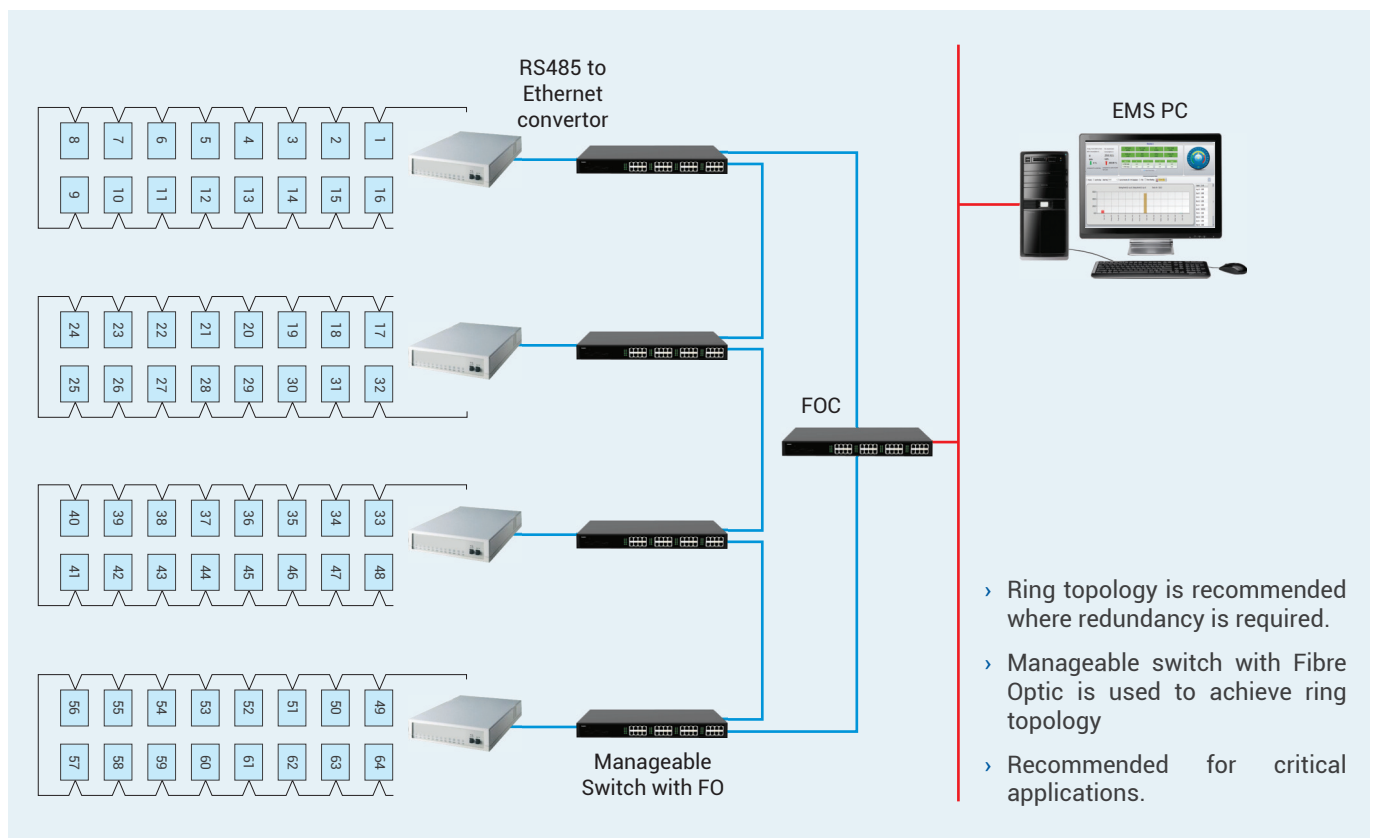 RS485 to
Ethernet
convertor
EMS PC
8 7 6 5 4 3 2 1
9 10 11 12 13 14 15 16
24 23 22 21 20 19 18 17
25 26 27 28 29 30 31 32
FOC
40 39 38 37 36 35 34 33
41 42 43 44 45 46 47 48
56 55 54 53 52 51 50 49
57 58 59 60 61 62 63 64
Manageable
Switch with FO
› Ring topology is recommended
where redundancy is required.
› Manageable switch with Fibre
Optic is used to achieve ring
topology
› Recommended for critical
applications.